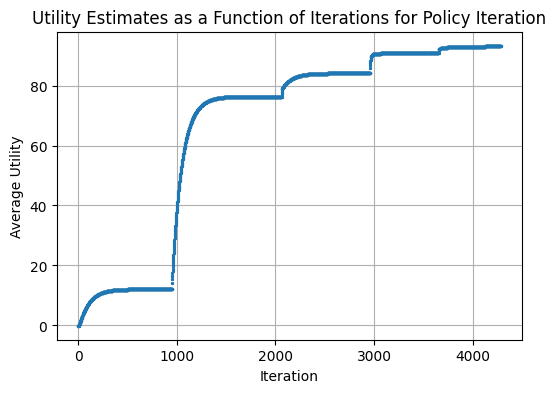 Utility Estimates as a Function of Iterations for Policy Iteration
80
60
40
20
0
Average Utility
0 1000 2000 3000 4000
Iteration